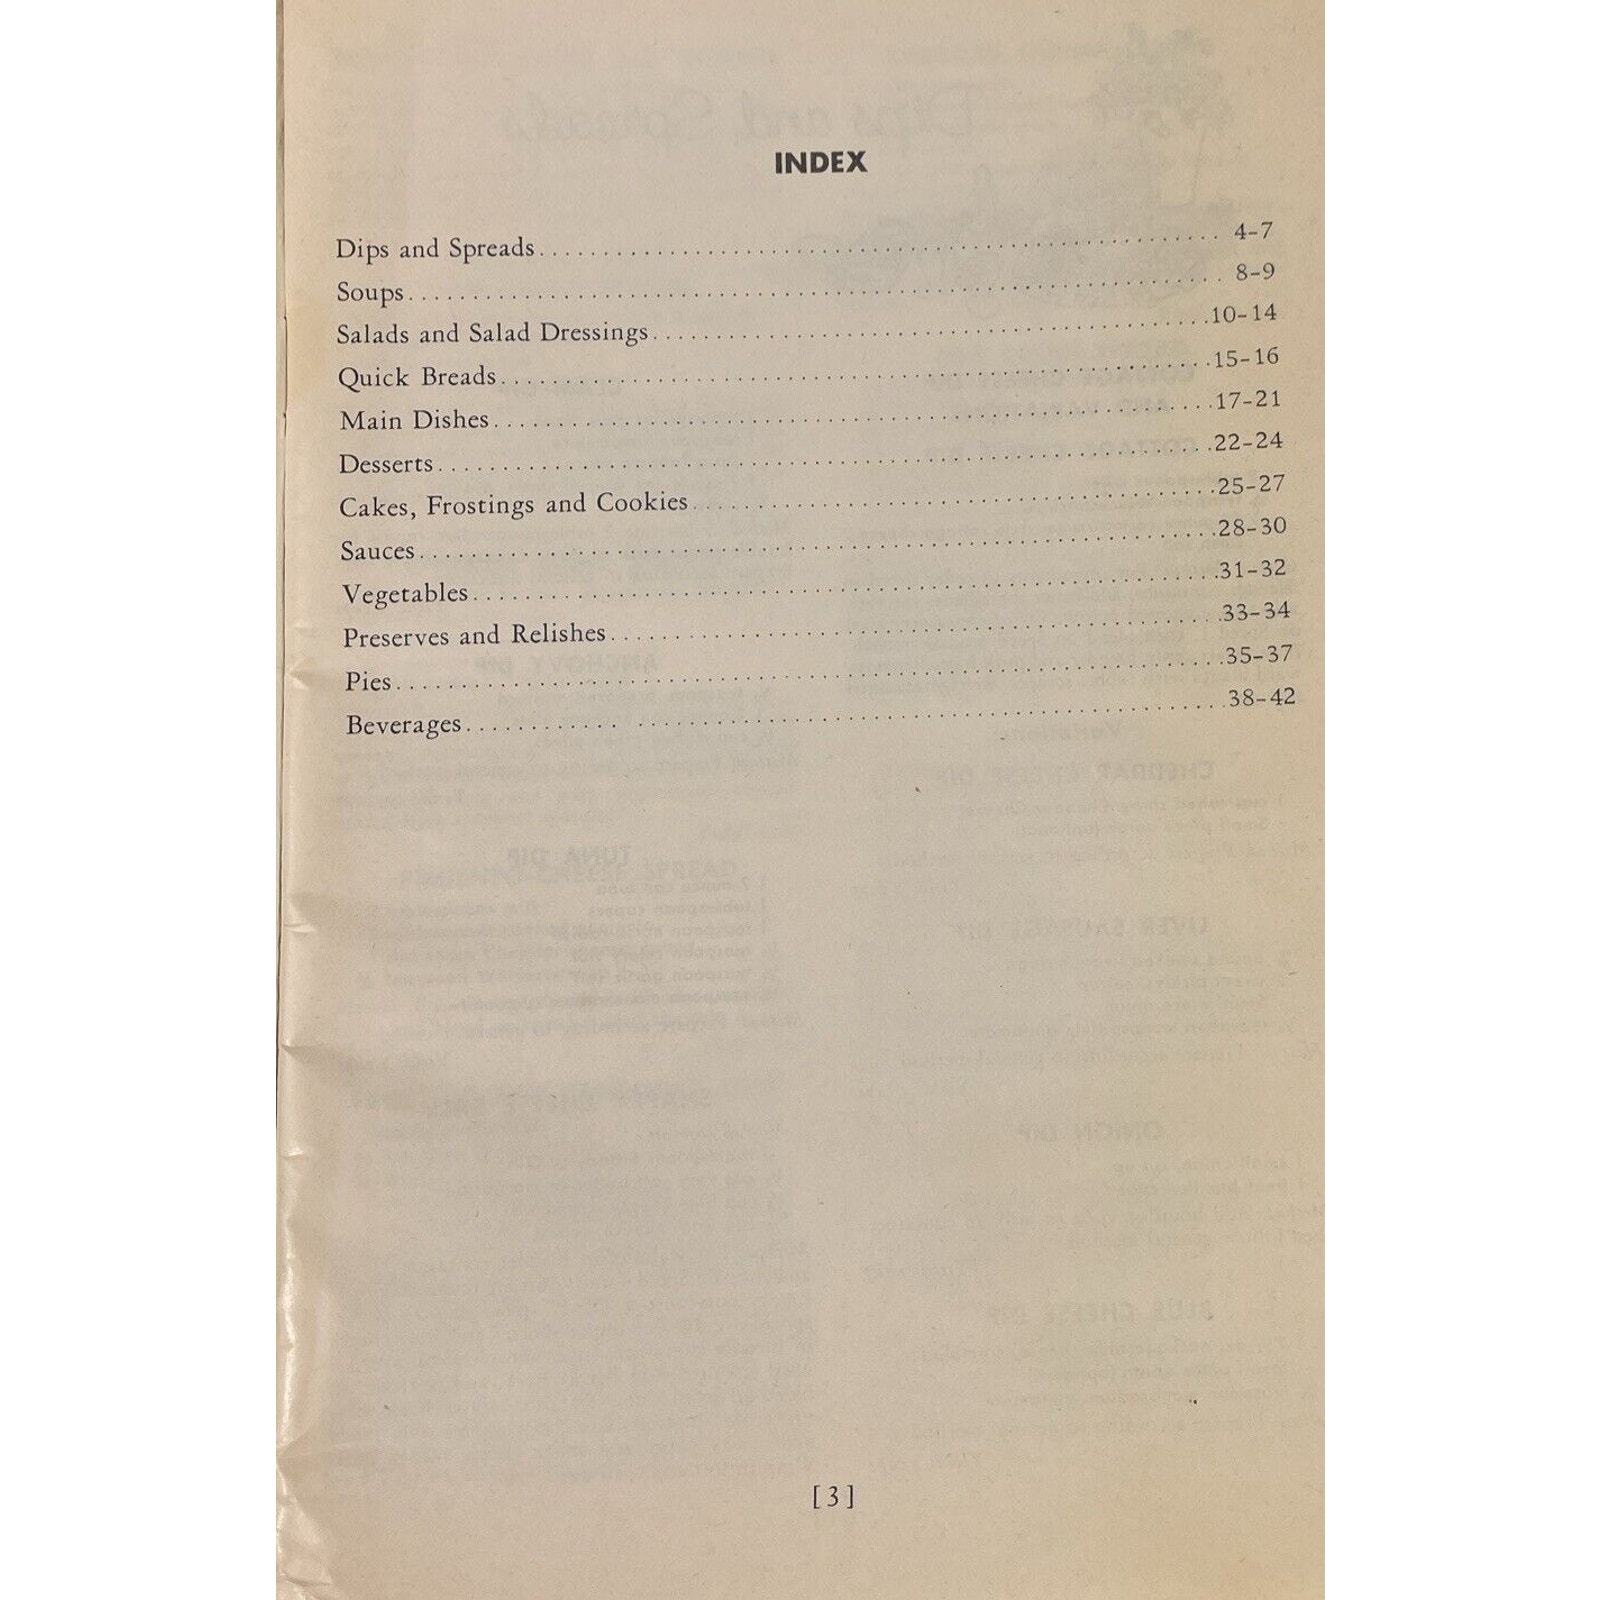 INDEX
Dips and Spreads.......................................................... 4-7
Soups.......................................................... 8-9
Salads and Salad Dressings..........................................................10-14
Quick Breads..........................................................15-16
Main Dishes..........................................................17-21
Desserts..........................................................22-24
Cakes, Frostings and Cookies..........................................................25-27
Sauces..........................................................28-30
Vegetables..........................................................31-32
Preserves and Relishes..........................................................33-34
Pies..........................................................35-37
Beverages............ ..............................................38-42
[ 3 ]